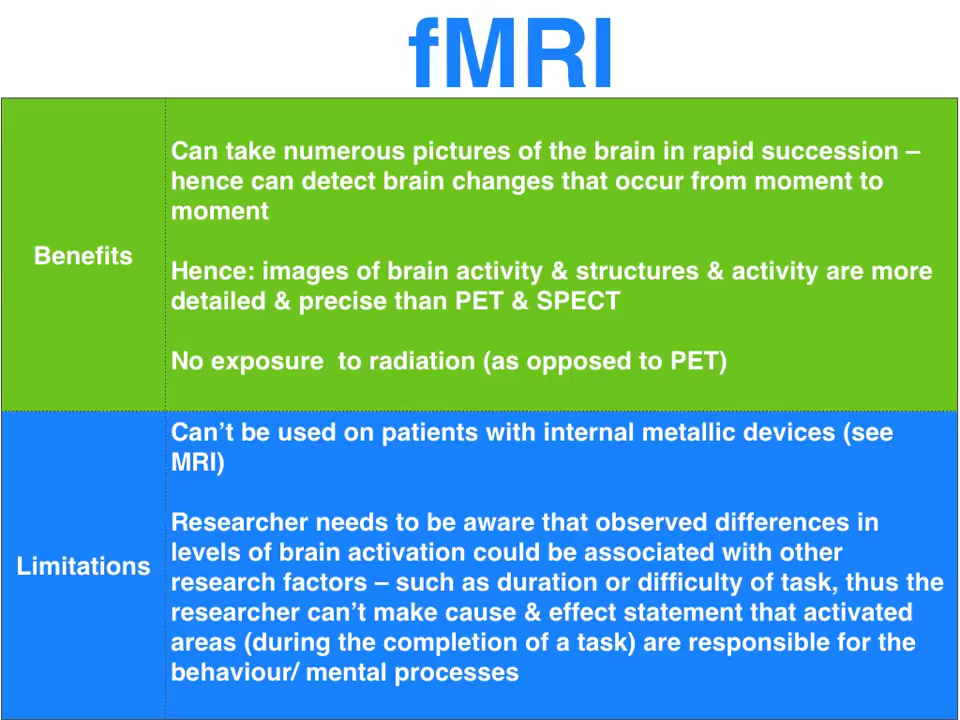 fMRI
Benefits
Can take numerous pictures of the brain in rapid succession –
hence can detect brain changes that occur from moment to
moment
Hence: images of brain activity & structures & activity are more
detailed & precise than PET & SPECT
No exposure  to radiation (as opposed to PET)
Limitations
Can’t be used on patients with internal metallic devices (see
MRI)
Researcher needs to be aware that observed differences in
levels of brain activation could be associated with other
research factors – such as duration or difficulty of task, thus the
researcher can’t make cause & effect statement that activated
areas (during the completion of a task) are responsible for the
behaviour/ mental processes